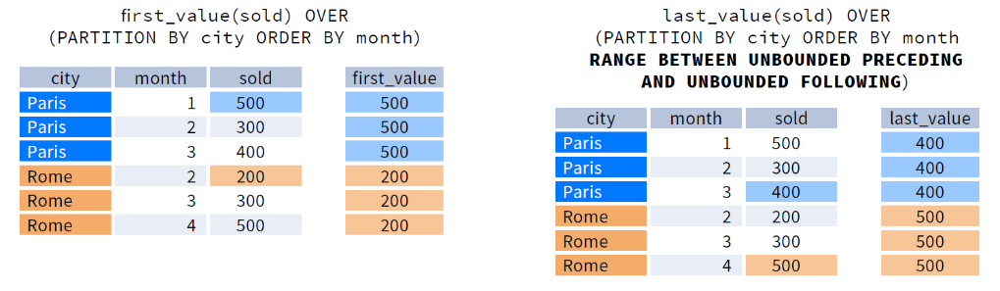 first_value(sold) OVER
(PARTITION BY city ORDER BY month)
city month sold first_value
Paris 1 500 500
Paris 2 300 500
Paris 3 400 500
Rome 2 200 200
Rome 3 300 200
Rome 4 500 200
last_value(sold) OVER
(PARTITION BY city ORDER BY month
RANGE BETWEEN UNBOUNDED PRECEDING
AND UNBOUNDED FOLLOWING)
city month sold last_value
Paris 1 500 400
Paris 2 300 400
Paris 3 400 400
Rome 2 200 500
Rome 3 300 500
Rome 4 500 500